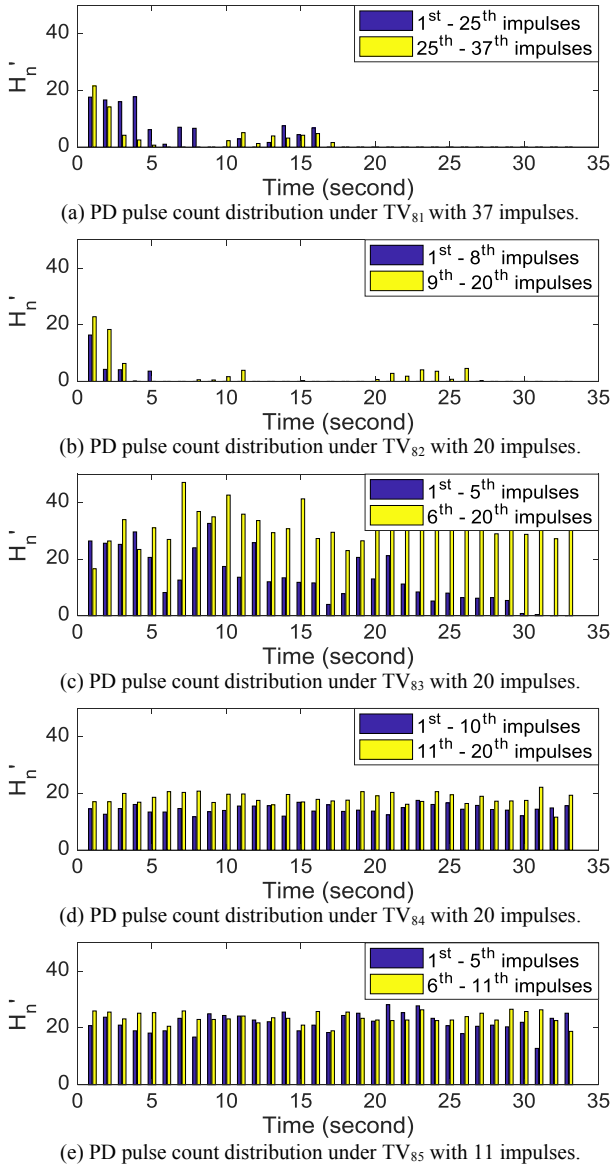 50
1st - 25th impulses
25th - 37th impulses
40
20
0
Hn'
0 5 10 15 20 25 30 35
Time (second)
(a) PD pulse count distribution under TV81 with 37 impulses.
1st - 8th impulses
9th - 20th impulses
40
20
0
Hn'
0 5 10 15 20 25 30 35
Time (second)
(b) PD pulse count distribution under TV82 with 20 impulses.
1st - 5th impulses
6th - 20th impulses
40
20
0
Hn'
0 5 10 15 20 25 30 35
Time (second)
(c) PD pulse count distribution under TV83 with 20 impulses.
1st - 10th impulses
11th - 20th impulses
40
20
0
Hn'
0 5 10 15 20 25 30 35
Time (second)
(d) PD pulse count distribution under TV84 with 20 impulses.
1st - 5th impulses
6th - 11th impulses
40
20
0
Hn'
0 5 10 15 20 25 30 35
Time (second)
(e) PD pulse count distribution under TV85 with 11 impulses.